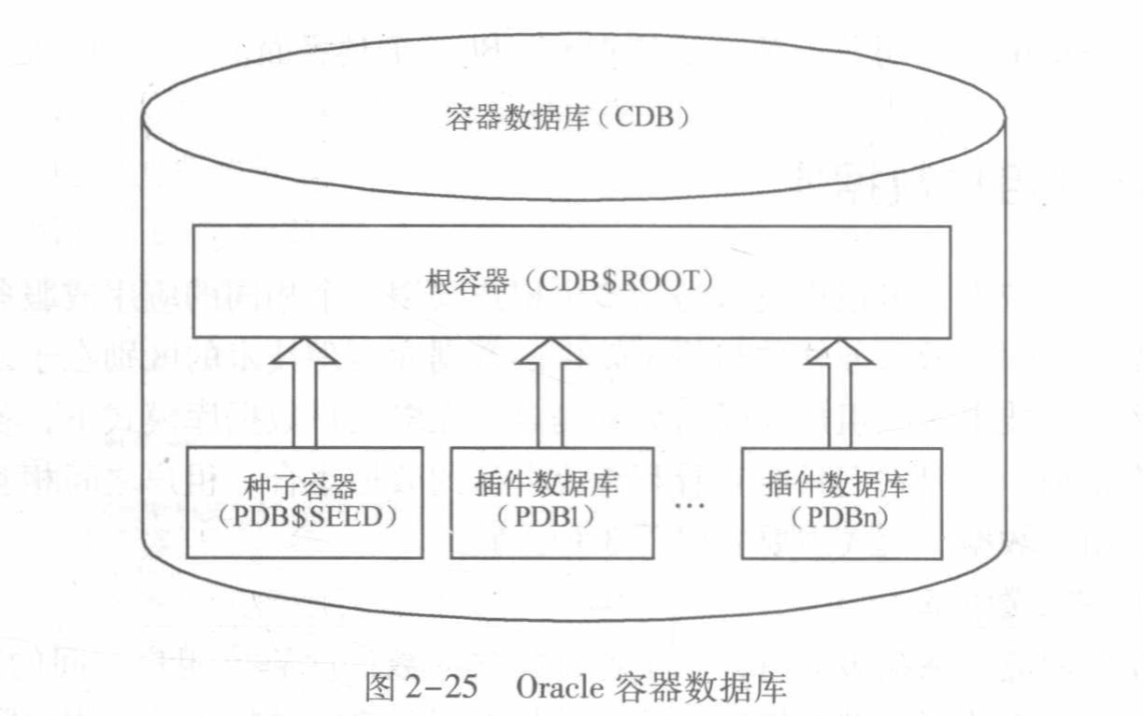 容器数据库（CDB）
根容器（CDB$ROOT）
种子容器
（PDB$SEED）
插件数据库
（PDB1）
…
插件数据库
（PDBn）
图 2-25 Oracle 容器数据库